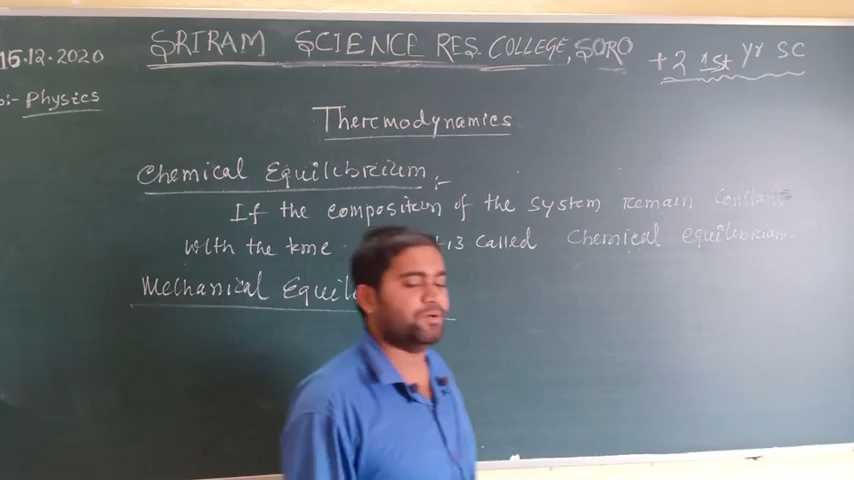 15.12.2020
SRIRAM SCIENCE RES. COLLEGE, SORO
+2 1st yr SC
:- Physics
Thermodynamics
Chemical Equilibrium :-
If the composition of the system remain Constant
with the time is called Chemical equilibrium
Mechanical Equil